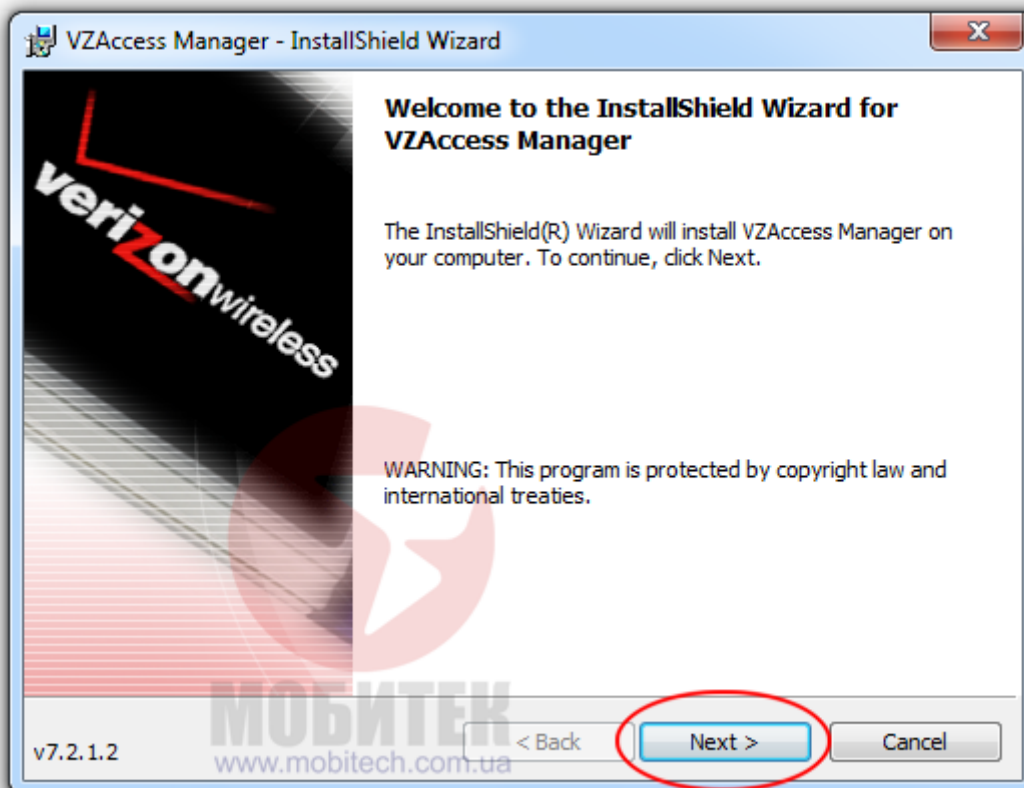 VZAccess Manager - InstallShield Wizard
Welcome to the InstallShield Wizard for
VZAccess Manager
verizonwireless
The InstallShield(R) Wizard will install VZAccess Manager on
your computer. To continue, click Next.
WARNING: This program is protected by copyright law and
international treaties.
МОБИТЕК
www.mobitech.com.ua
v7.2.1.2
< Back
Next >
Cancel